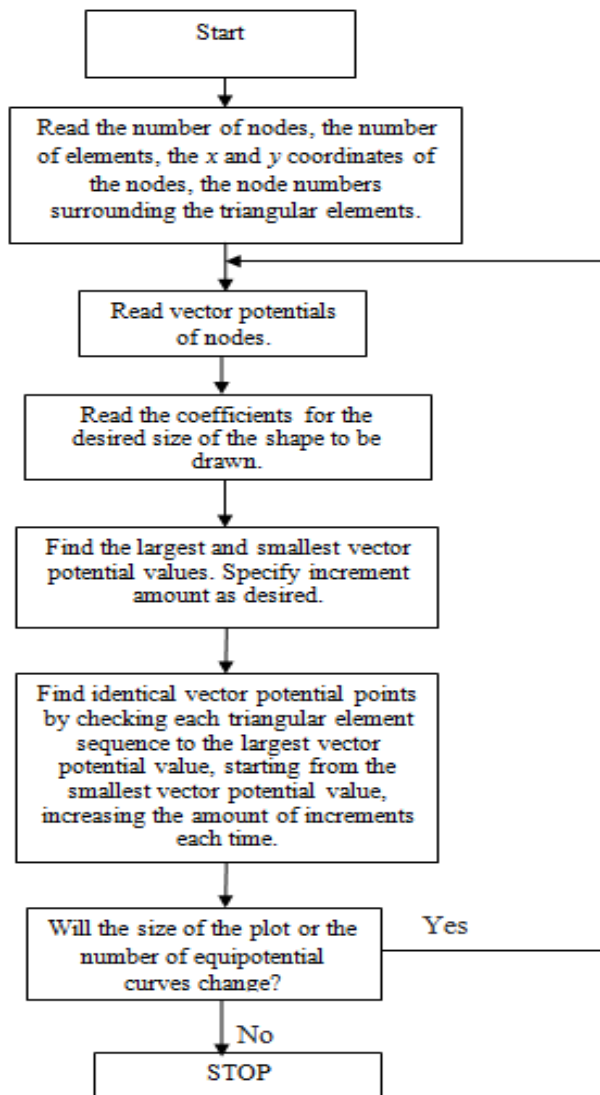 Start
Read the number of nodes, the number
of elements, the x and y coordinates of
the nodes, the node numbers
surrounding the triangular elements.
Read vector potentials
of nodes.
Read the coefficients for the
desired size of the shape to be
drawn.
Find the largest and smallest vector
potential values. Specify increment
amount as desired.
Find identical vector potential points
by checking each triangular element
sequence to the largest vector
potential value, starting from the
smallest vector potential value,
increasing the amount of increments
each time.
Will the size of the plot or the
number of equipotential
curves change?
Yes
No
STOP